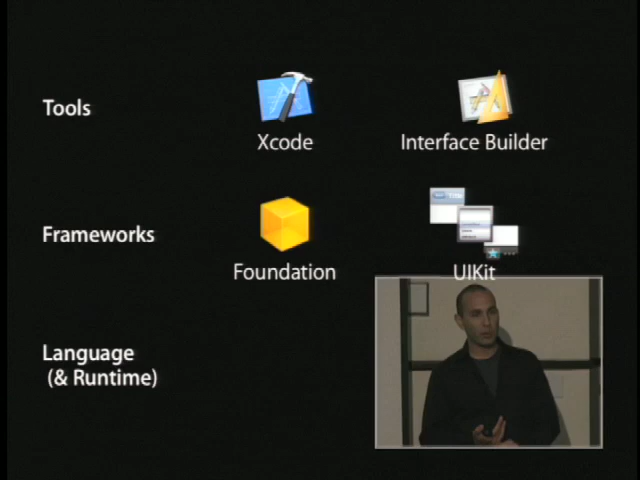 Tools
Xcode
Interface Builder
Frameworks
Foundation
UIKit
Language
(& Runtime)